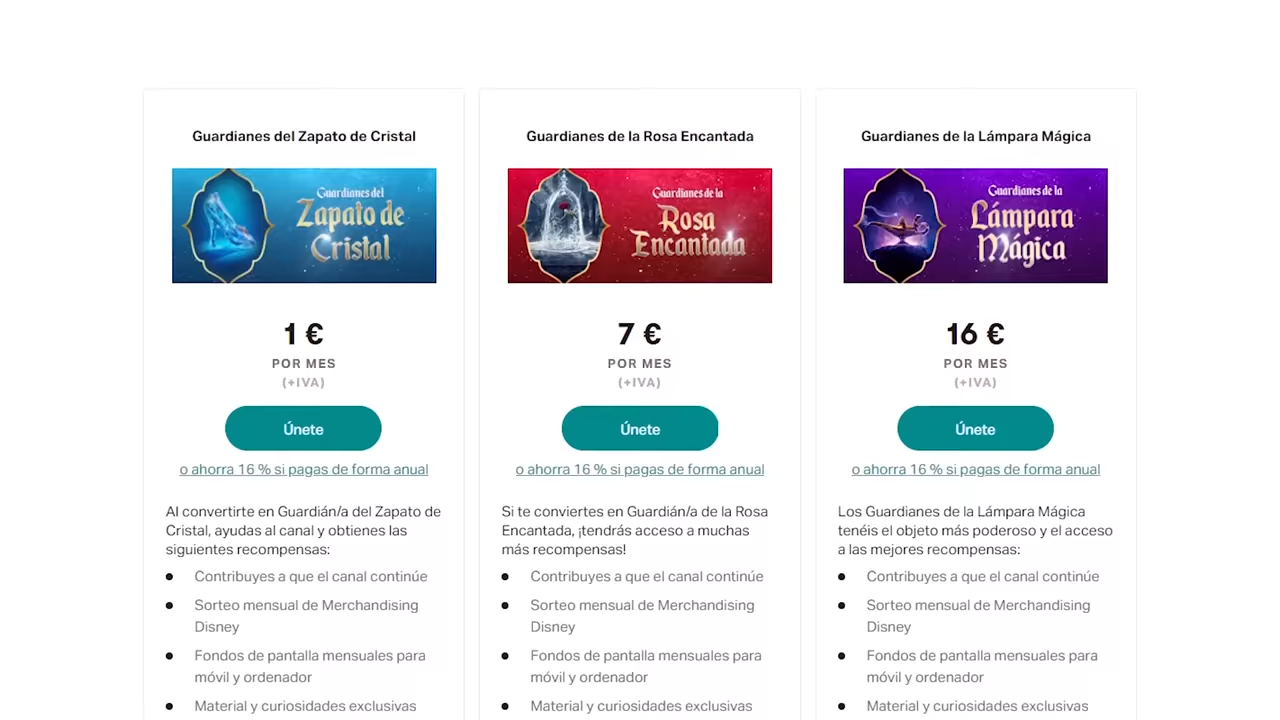 Guardianes del Zapato de Cristal
Guardianes del
Zapato de
Cristal
1 €
POR MES
(+IVA)
Únete
o ahorra 16 % si pagas de forma anual
Al convertirte en Guardián/a del Zapato de
Cristal, ayudas al canal y obtienes las
siguientes recompensas:
Contribuyes a que el canal continúe
Sorteo mensual de Merchandising
Disney
Fondos de pantalla mensuales para
móvil y ordenador
Material y curiosidades exclusivas
Guardianes de la Rosa Encantada
Guardianes de la
Rosa
Encantada
7 €
POR MES
(+IVA)
Únete
o ahorra 16 % si pagas de forma anual
Si te conviertes en Guardián/a de la Rosa
Encantada, ¡tendrás acceso a muchas
más recompensas!
Contribuyes a que el canal continúe
Sorteo mensual de Merchandising
Disney
Fondos de pantalla mensuales para
móvil y ordenador
Material y curiosidades exclusivas
Guardianes de la Lámpara Mágica
Guardianes de la
Lámpara
Mágica
16 €
POR MES
(+IVA)
Únete
o ahorra 16 % si pagas de forma anual
Los Guardianes de la Lámpara Mágica
tenéis el objeto más poderoso y el acceso
a las mejores recompensas:
Contribuyes a que el canal continúe
Sorteo mensual de Merchandising
Disney
Fondos de pantalla mensuales para
móvil y ordenador
Material y curiosidades exclusivas